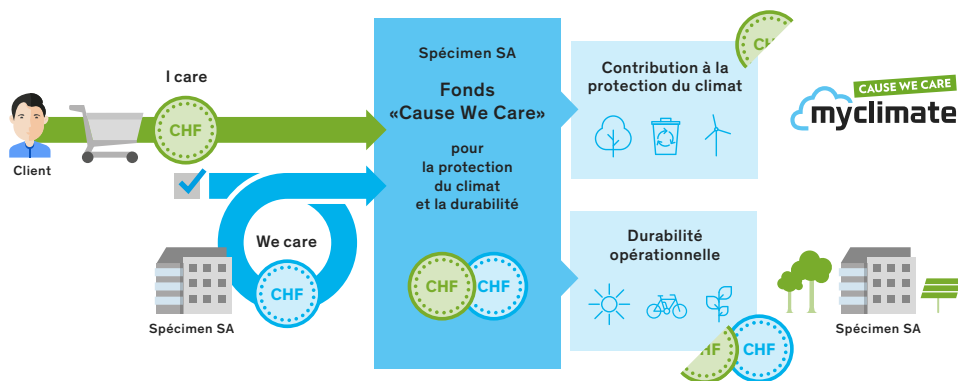 I care
CHF
Client
We care
CHF
Spécimen SA
Spécimen SA
Fonds
«Cause We Care»
pour
la protection
du climat
et la durabilité
CHF
CHF
Contribution à la
protection du climat
CAUSE WE CARE
myclimate
Durabilité
opérationnelle
CHF
Spécimen SA